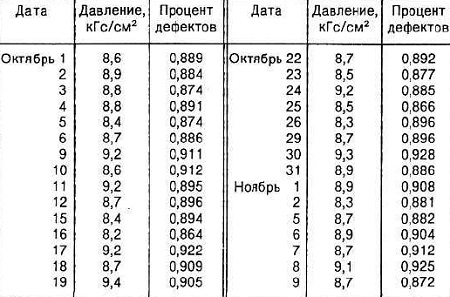 Дата Давление, кГс/см² Процент дефектов Дата Давление, кГс/см² Процент дефектов
Октябрь 1 8,6 0,889 Октябрь 22 8,7 0,892
2 8,9 0,884 23 8,5 0,877
3 8,8 0,874 24 9,2 0,885
4 8,8 0,891 25 8,5 0,866
5 8,4 0,874 26 8,3 0,896
6 8,7 0,886 29 8,7 0,896
9 9,2 0,911 30 9,3 0,928
10 8,6 0,912 31 8,9 0,886
11 9,2 0,895 Ноябрь 1 8,9 0,908
12 8,7 0,896 2 8,3 0,881
15 8,4 0,894 5 8,7 0,882
16 8,2 0,864 6 8,9 0,904
17 9,2 0,922 7 8,7 0,912
18 8,7 0,909 8 9,1 0,925
19 9,4 0,905 9 8,7 0,872